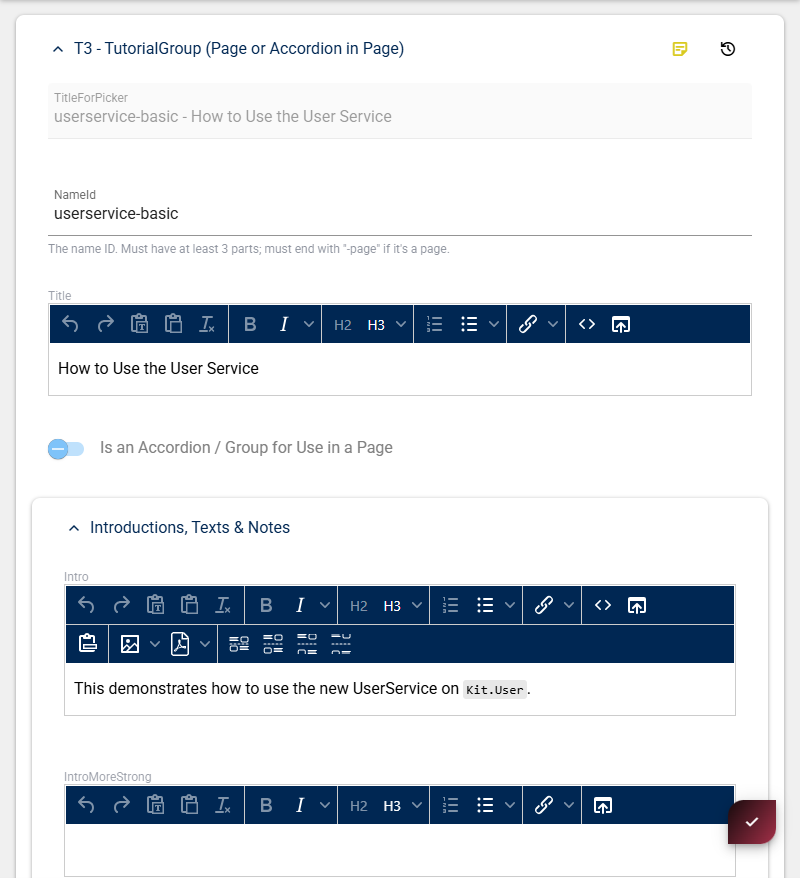 T3 - TutorialGroup (Page or Accordion in Page)
TitleForPicker
userservice-basic - How to Use the User Service
NameId
userservice-basic
The name ID. Must have at least 3 parts; must end with "-page" if it's a page.
Title
B I H2 H3
How to Use the User Service
Is an Accordion / Group for Use in a Page
Introductions, Texts & Notes
Intro
B I H2 H3
This demonstrates how to use the new UserService on Kit.User.
IntroMoreStrong
B I H2 H3